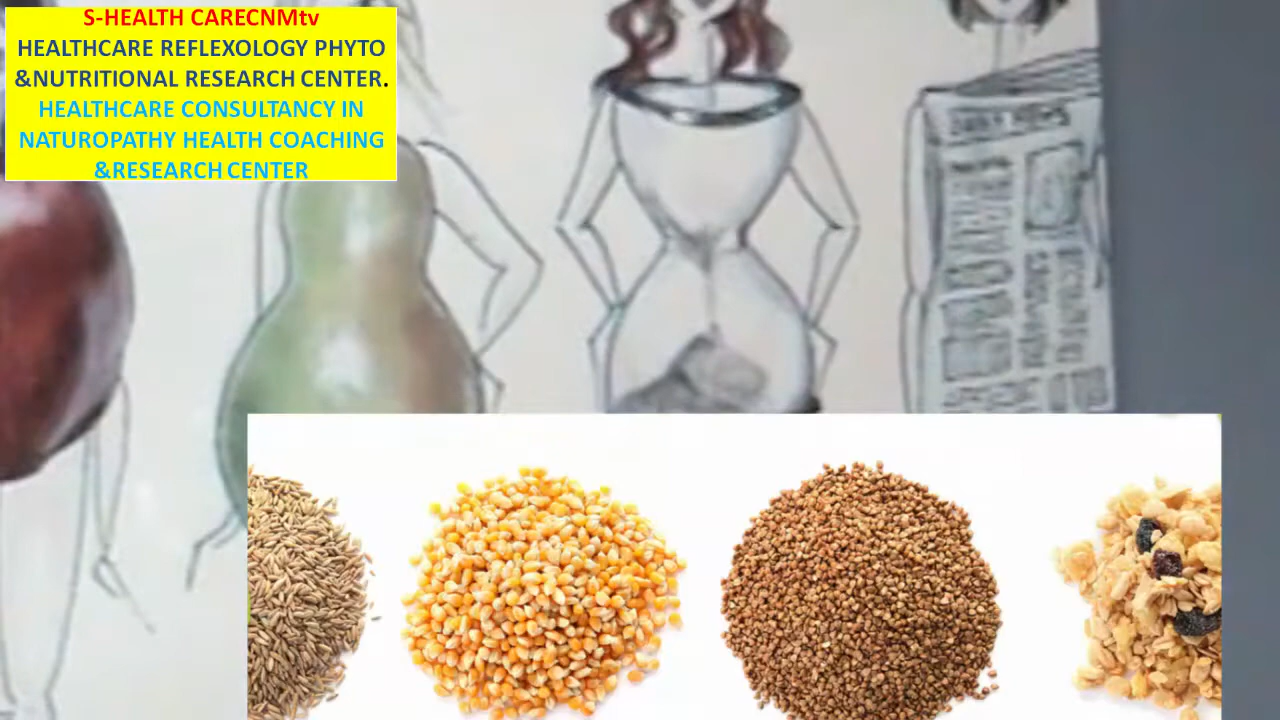 S-HEALTH CARECNMtv
HEALTHCARE REFLEXOLOGY PHYTO
&NUTRITIONAL RESEARCH CENTER.
HEALTHCARE CONSULTANCY IN
NATUROPATHY HEALTH COACHING
&RESEARCH CENTER